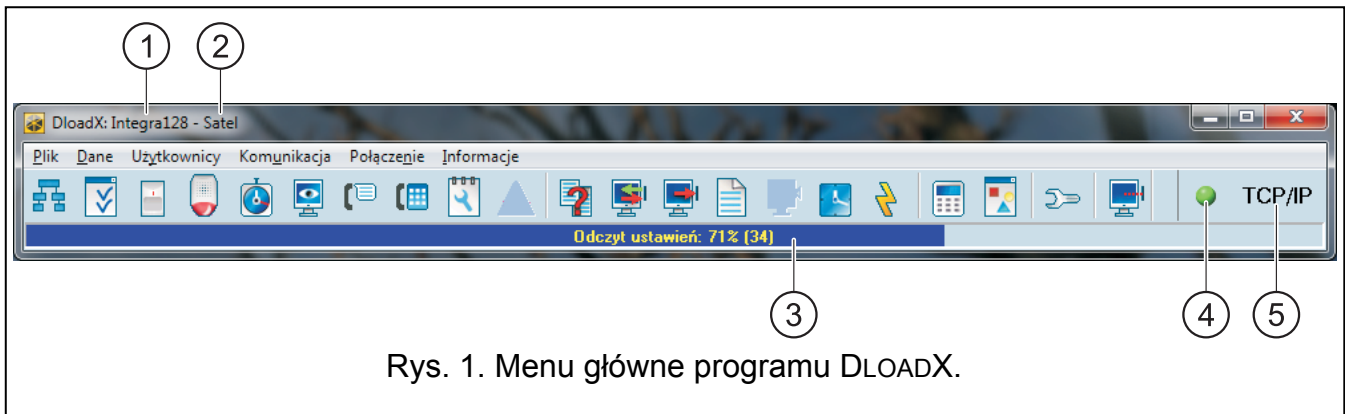 1 2
DloadX: Integra128 - Satel
Plik Dane Użytkownicy Komunikacja Połączenie Informacje
TCP/IP
Odczyt ustawień: 71% (34)
3 4 5
Rys. 1. Menu główne programu DLOADX.